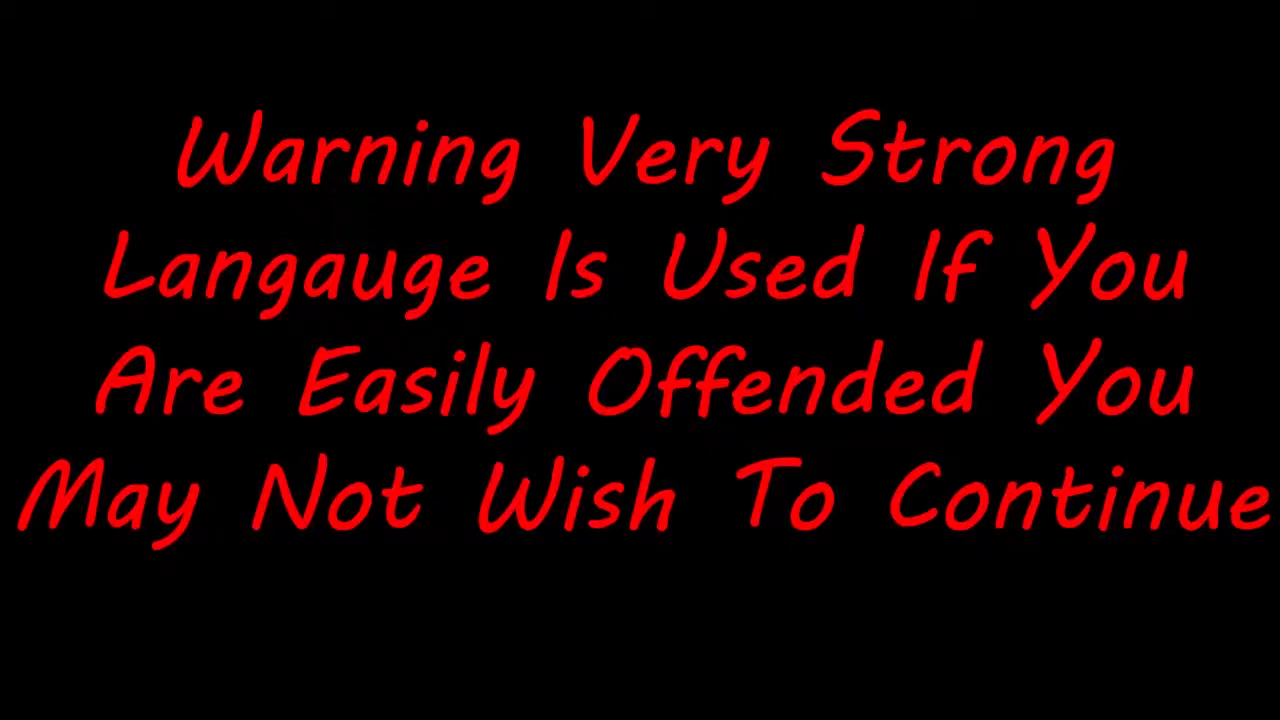 Warning Very Strong
Langauge Is Used If You
Are Easily Offended You
May Not Wish To Continue